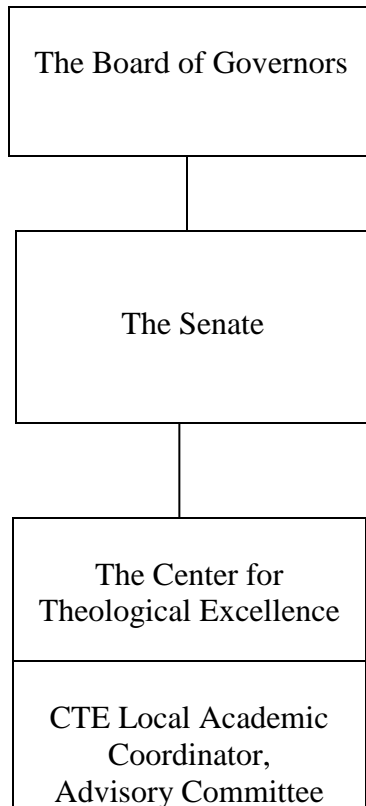 The Board of Governors
The Senate
The Center for
Theological Excellence
CTE Local Academic
Coordinator,
Advisory Committee